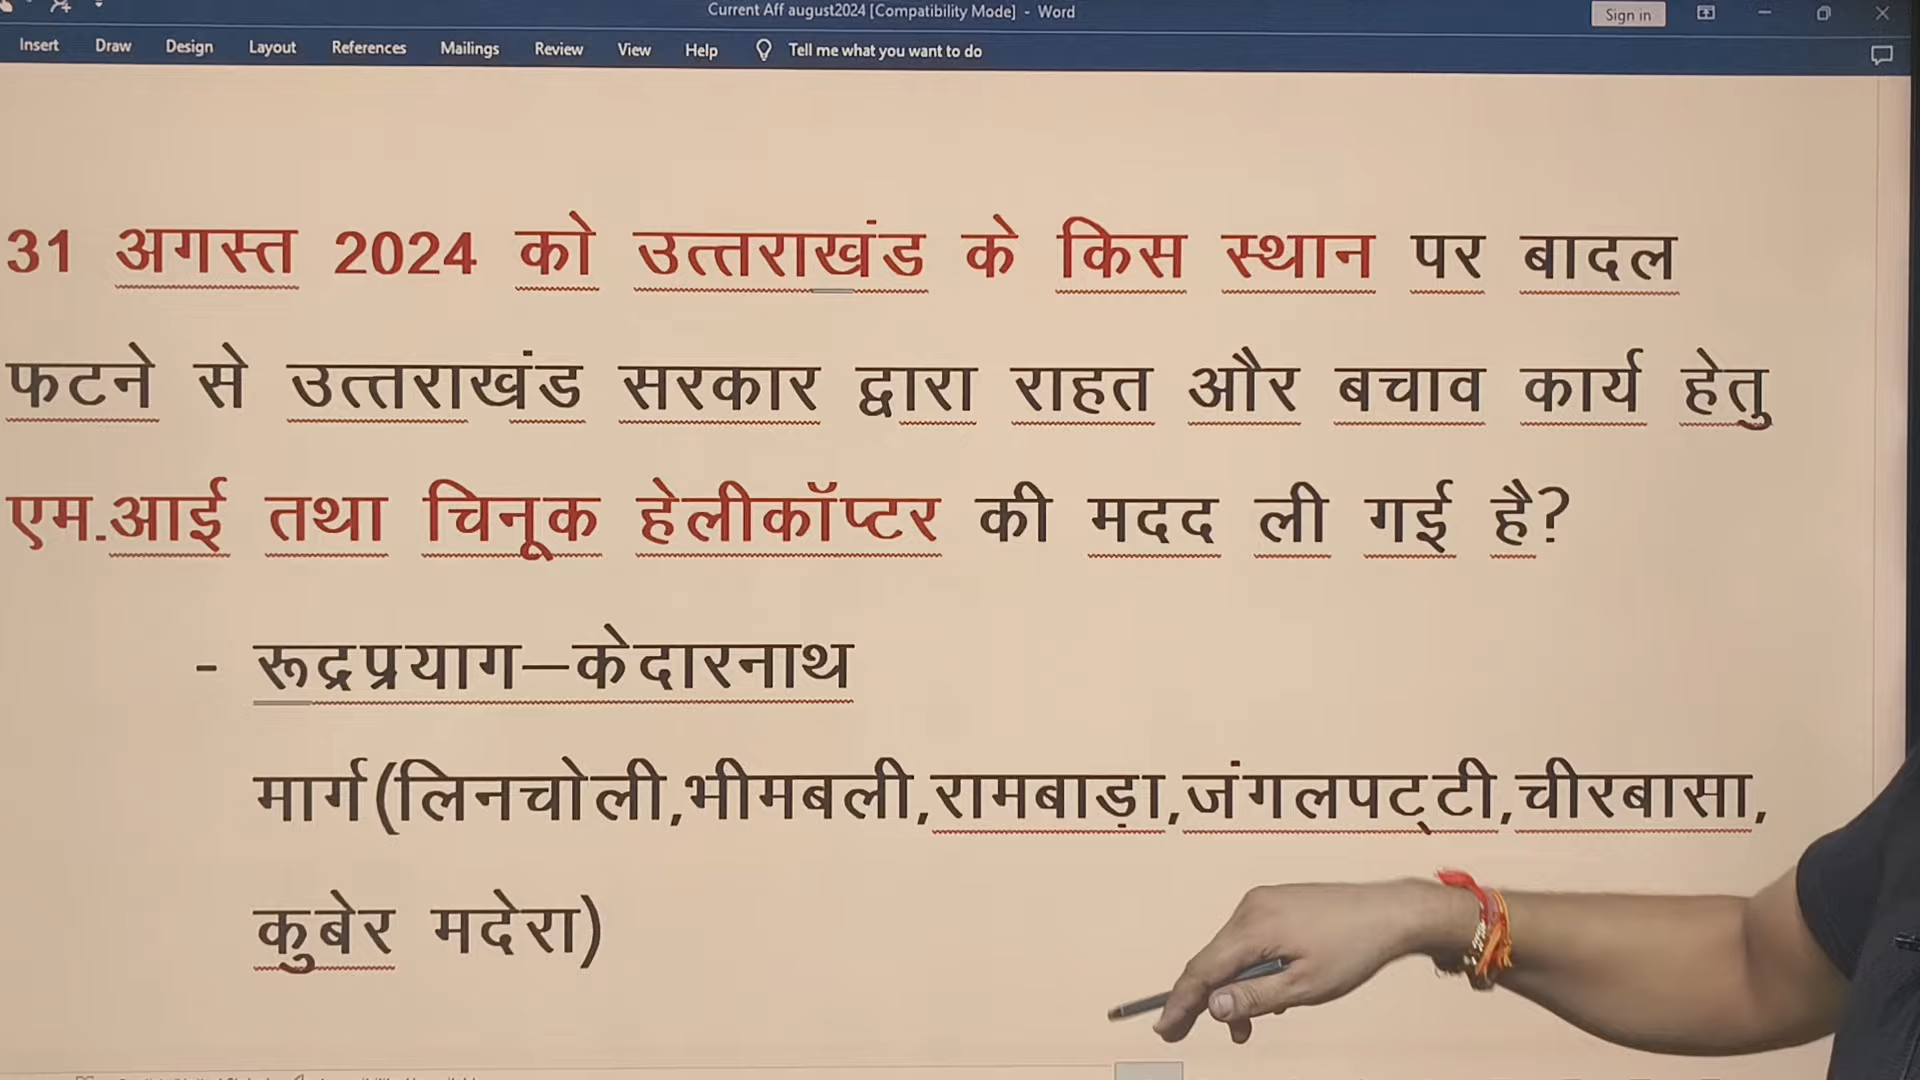 Current Aff august2024 [Compatibility Mode] - Word
Sign in
Insert Draw Design Layout References Mailings Review View Help Tell me what you want to do
31 अगस्त 2024 को उत्तराखंड के किस स्थान पर बादल
फटने से उत्तराखंड सरकार द्वारा राहत और बचाव कार्य हेतु
एम.आई तथा चिनूक हेलीकॉप्टर की मदद ली गई है?
- रूद्रप्रयाग–केदारनाथ
मार्ग(लिनचोली,भीमबली,रामबाड़ा,जंगलपट्टी,चीरबासा,
कुबेर मदेरा)